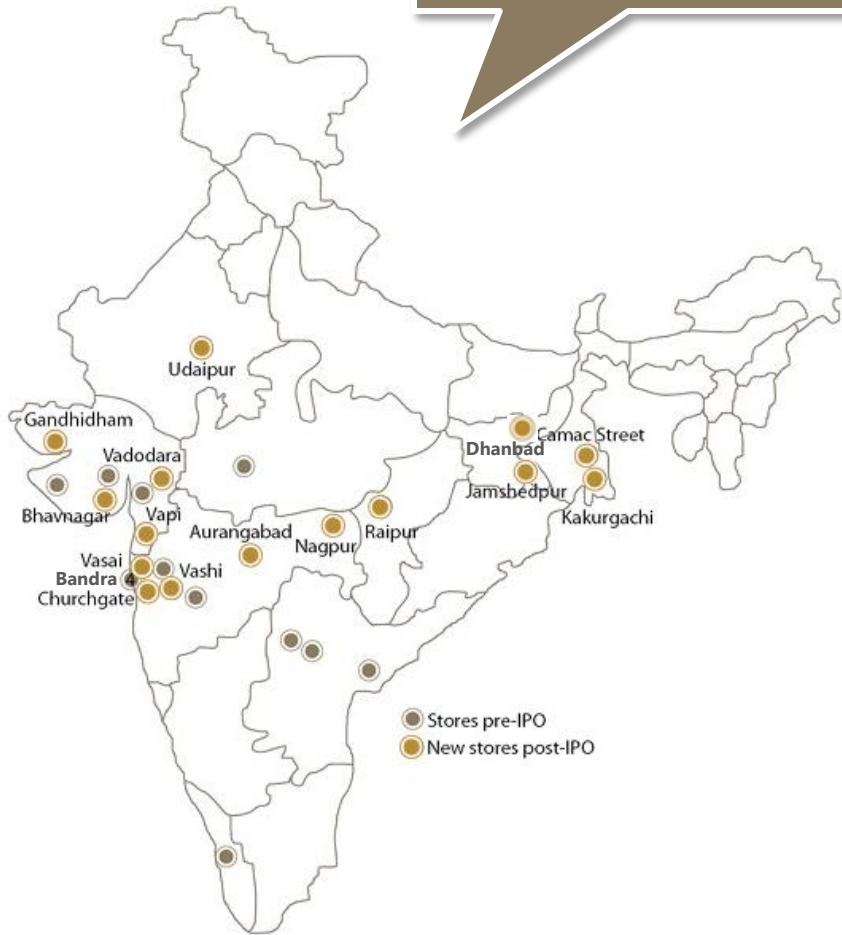 Udaipur
Gandhidham
Vadodara
Dhanbad
Camac Street
Jamshedpur
Kakurgachi
Bhavnagar
Vapi
Aurangabad
Nagpur
Raipur
Vasai
Vashi
Bandra 4
Churchgate
Stores pre-IPO
New stores post-IPO